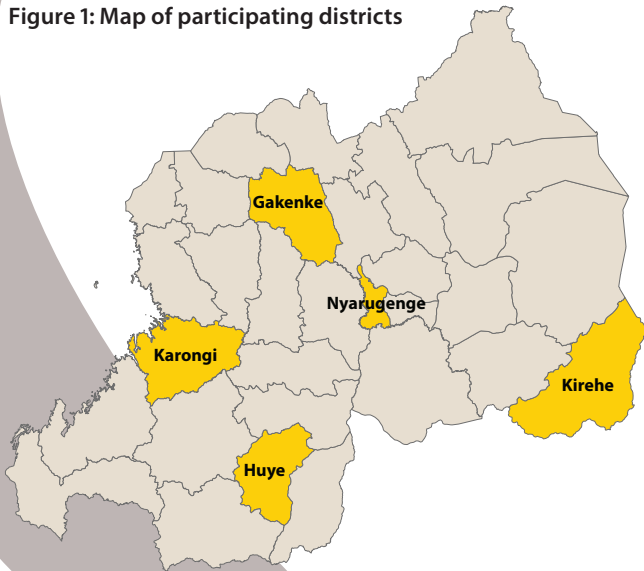 Figure 1: Map of participating districts
Gakenke
Nyarugenge
Karongi
Kirehe
Huye